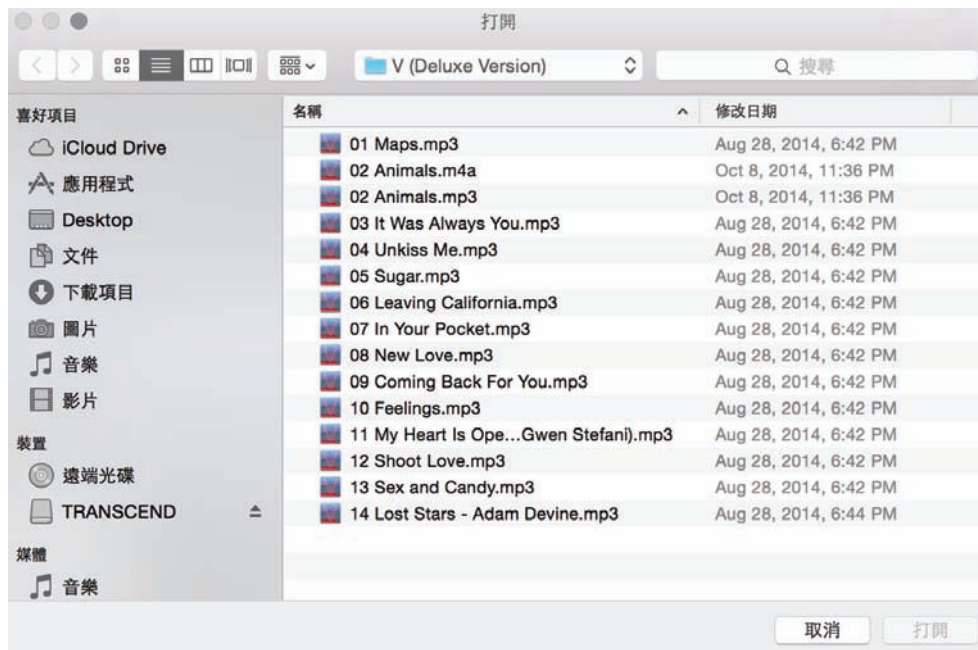 打開
V (Deluxe Version)
搜尋
喜好項目
iCloud Drive
應用程式
Desktop
文件
下載項目
圖片
音樂
影片
裝置
遠端光碟
TRANSCEND
媒體
音樂
名稱 修改日期
01 Maps.mp3 Aug 28, 2014, 6:42 PM
02 Animals.m4a Oct 8, 2014, 11:36 PM
02 Animals.mp3 Oct 8, 2014, 11:36 PM
03 It Was Always You.mp3 Aug 28, 2014, 6:42 PM
04 Unkiss Me.mp3 Aug 28, 2014, 6:42 PM
05 Sugar.mp3 Aug 28, 2014, 6:42 PM
06 Leaving California.mp3 Aug 28, 2014, 6:42 PM
07 In Your Pocket.mp3 Aug 28, 2014, 6:42 PM
08 New Love.mp3 Aug 28, 2014, 6:42 PM
09 Coming Back For You.mp3 Aug 28, 2014, 6:42 PM
10 Feelings.mp3 Aug 28, 2014, 6:42 PM
11 My Heart Is Ope...Gwen Stefani).mp3 Aug 28, 2014, 6:42 PM
12 Shoot Love.mp3 Aug 28, 2014, 6:42 PM
13 Sex and Candy.mp3 Aug 28, 2014, 6:42 PM
14 Lost Stars - Adam Devine.mp3 Aug 28, 2014, 6:44 PM
取消 打開